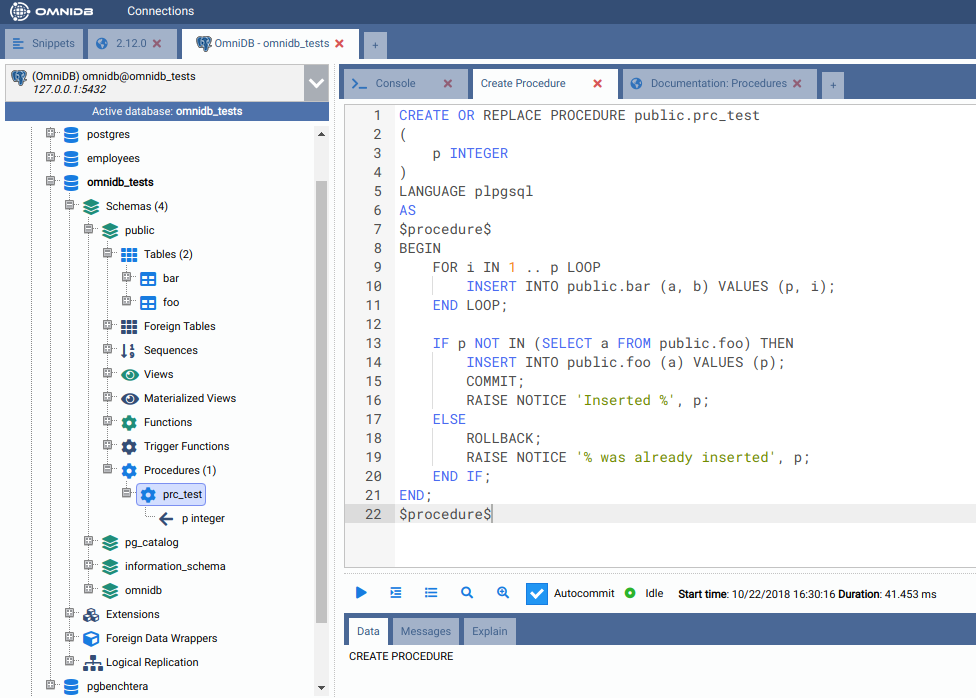 OMNIDB Connections
Snippets 2.12.0 OmniDB - omnidb_tests +
(OmniDB) omnidb@omnidb_tests
127.0.0.1:5432
Active database: omnidb_tests
postgres
employees
omnidb_tests
Schemas (4)
public
Tables (2)
bar
foo
Foreign Tables
Sequences
Views
Materialized Views
Functions
Trigger Functions
Procedures (1)
prc_test
p integer
pg_catalog
information_schema
omnidb
Extensions
Foreign Data Wrappers
Logical Replication
pgbenchtera
Console Create Procedure Documentation: Procedures +
1 CREATE OR REPLACE PROCEDURE public.prc_test
2 (
3     p INTEGER
4 )
5 LANGUAGE plpgsql
6 AS
7 $procedure$
8 BEGIN
9     FOR i IN 1 .. p LOOP
10         INSERT INTO public.bar (a, b) VALUES (p, i);
11     END LOOP;
12
13     IF p NOT IN (SELECT a FROM public.foo) THEN
14         INSERT INTO public.foo (a) VALUES (p);
15         COMMIT;
16         RAISE NOTICE 'Inserted %', p;
17     ELSE
18         ROLLBACK;
19         RAISE NOTICE '% was already inserted', p;
20     END IF;
21 END;
22 $procedure$
Autocommit Idle Start time: 10/22/2018 16:30:16 Duration: 41.453 ms
Data Messages Explain
CREATE PROCEDURE